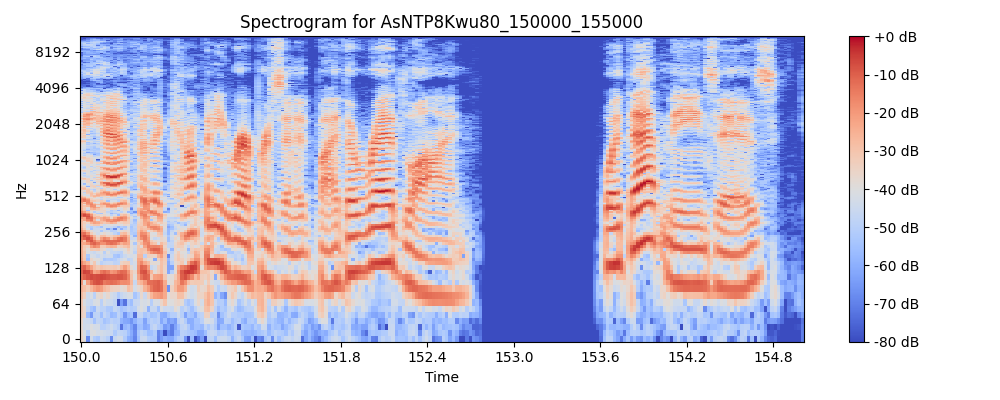 Spectrogram for AsNTP8Kwu80_150000_155000
8192
4096
2048
1024
512
256
128
64
0
Hz
150.0 150.6 151.2 151.8 152.4 153.0 153.6 154.2 154.8
Time
+0 dB
-10 dB
-20 dB
-30 dB
-40 dB
-50 dB
-60 dB
-70 dB
-80 dB